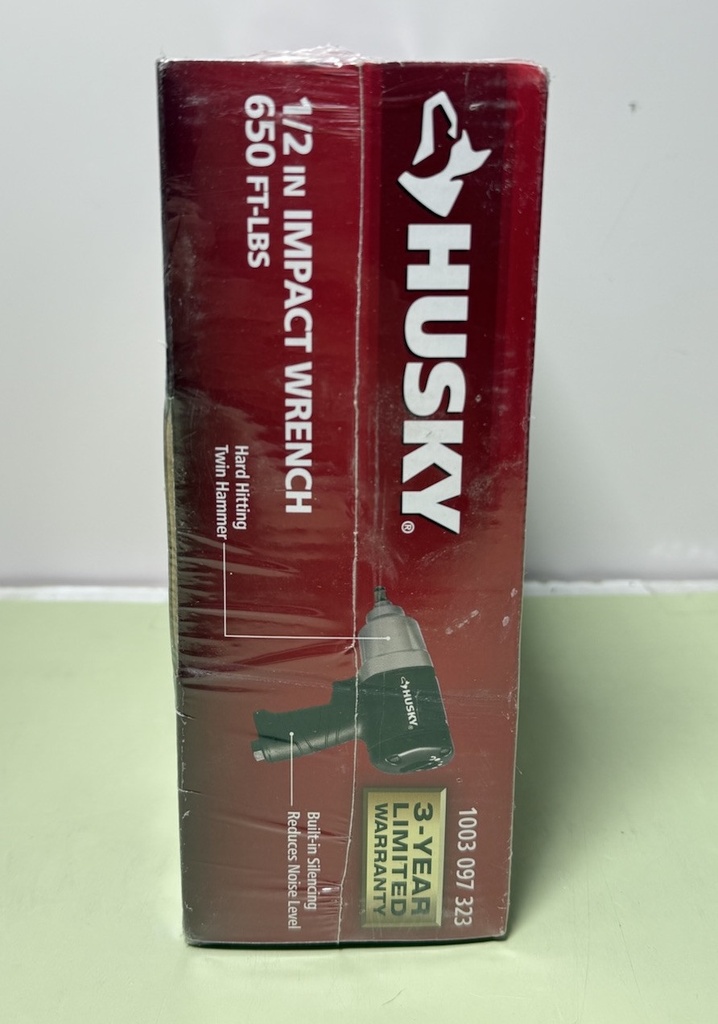 HUSKY®
1/2 IN IMPACT WRENCH
650 FT-LBS
Hard Hitting
Twin Hammer
HUSKY®
1003 097 323
3-YEAR
LIMITED
WARRANTY
Built-in Silencing
Reduces Noise Level